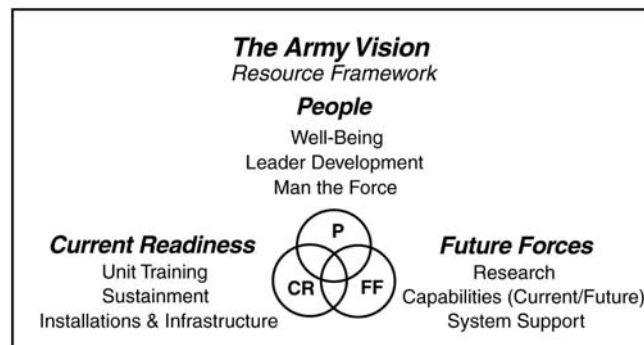 The Army Vision
Resource Framework
People
Well-Being
Leader Development
Man the Force
P
CR
FF
Current Readiness
Unit Training
Sustainment
Installations & Infrastructure
Future Forces
Research
Capabilities (Current/Future)
System Support